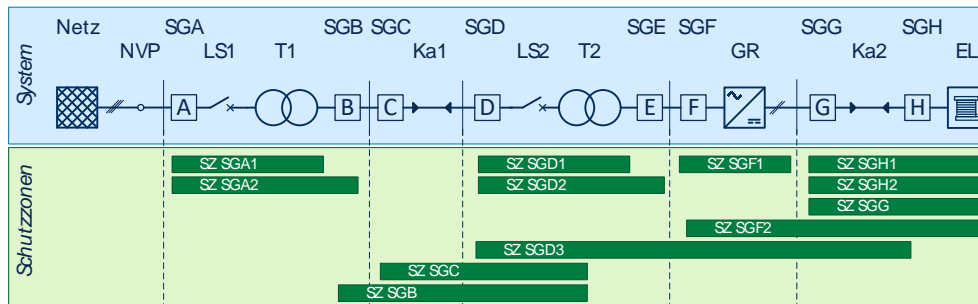 Netz SGA SGB SGC SGD SGE SGF SGG SGH
NVP LS1 T1 Ka1 LS2 T2 GR Ka2 EL
System
A B C D E F G H
SZ SGA1 SZ SGD1 SZ SGF1 SZ SGH1
SZ SGA2 SZ SGD2 SZ SGH2
SZ SGG
SZ SGF2
SZ SGD3
SZ SGC
SZ SGB
Schutzzonen